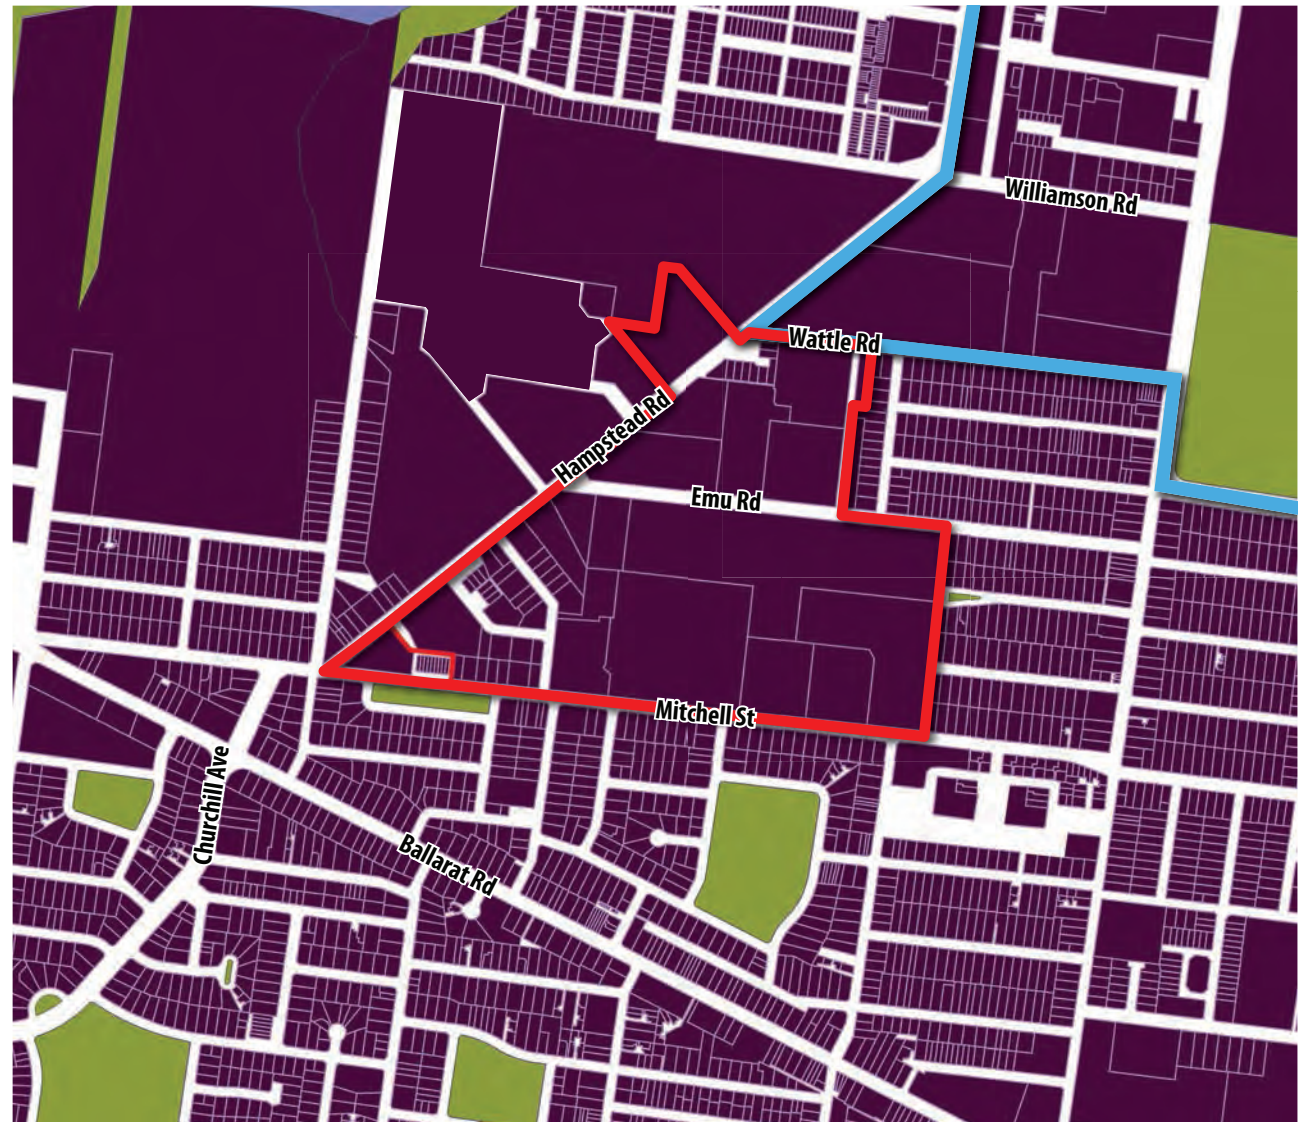 Williamson Rd
Wattle Rd
Hampstead Rd
Emu Rd
Mitchell St
Churchill Ave
Ballarat Rd